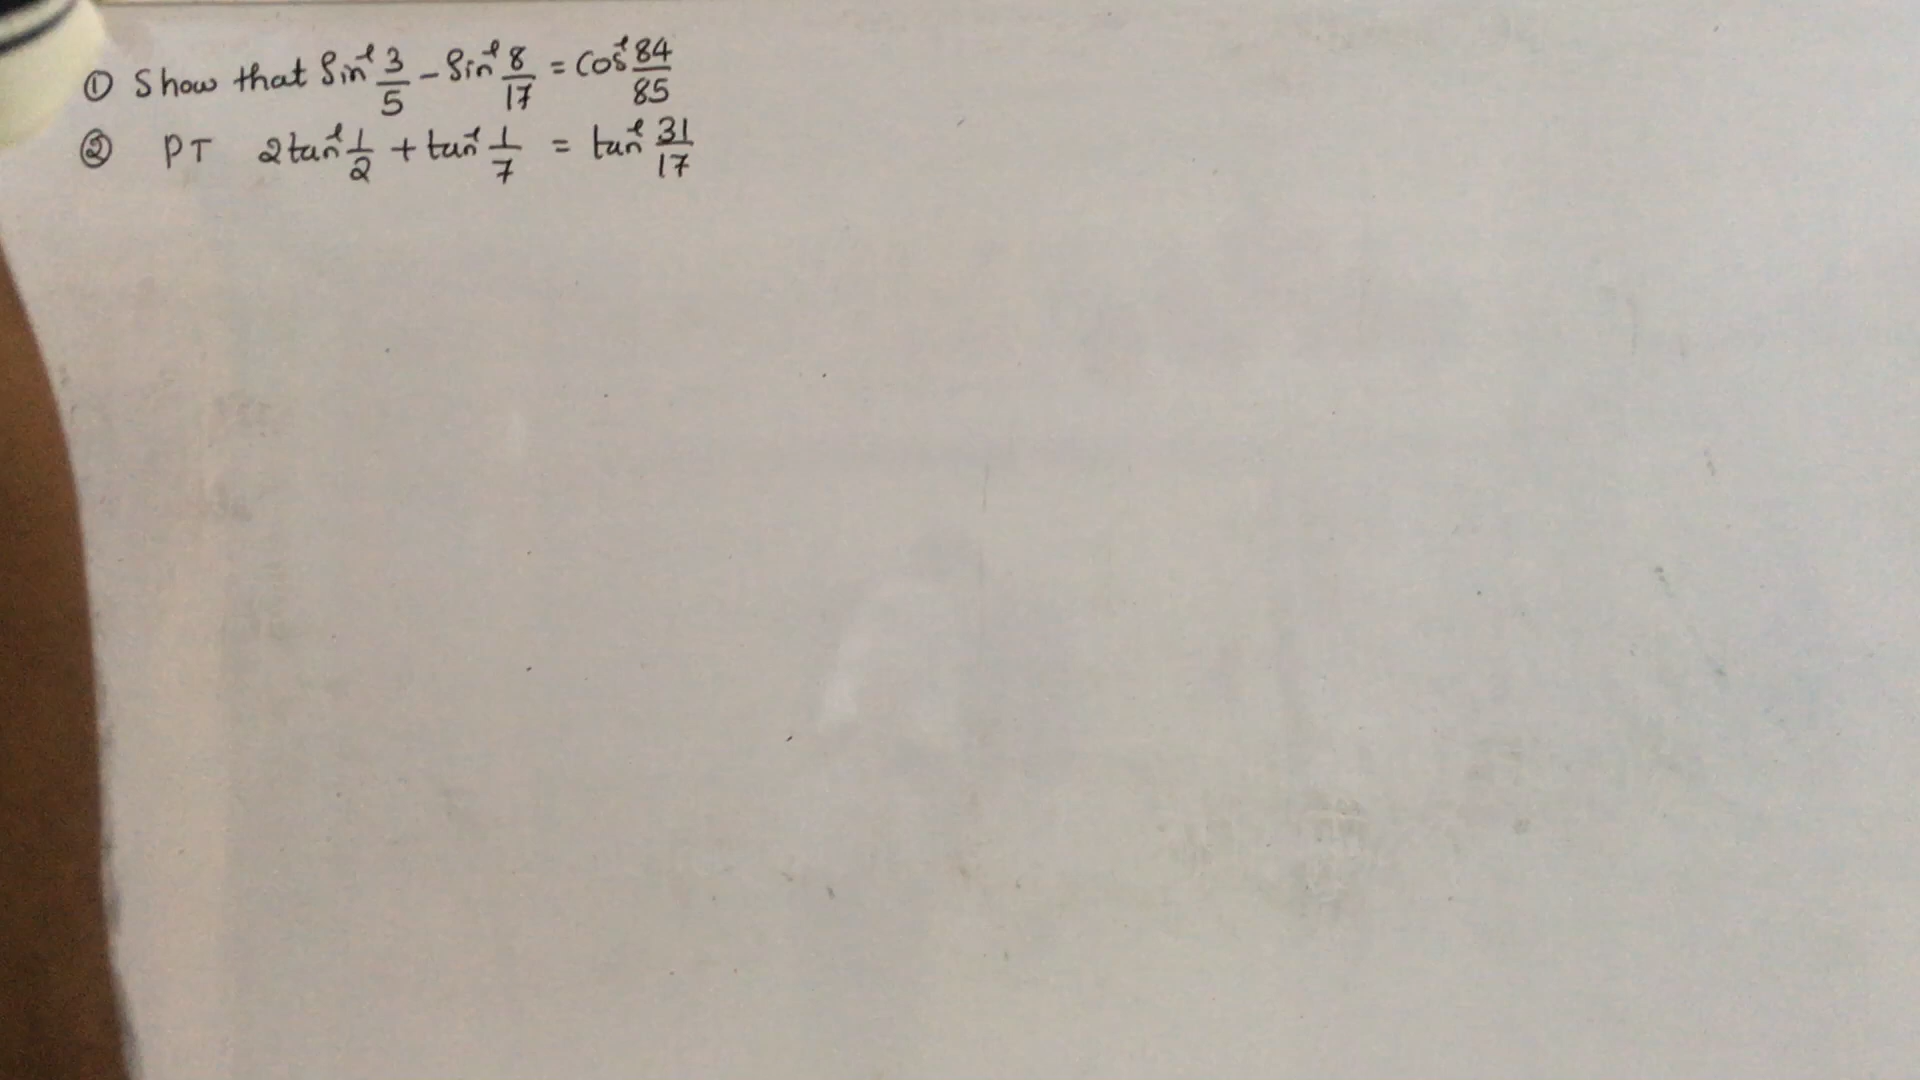 ① Show that Sin⁻¹ 3/5 - Sin⁻¹ 8/17 = Cos⁻¹ 84/85
② PT 2tan⁻¹ 1/2 + tan⁻¹ 1/7 = tan⁻¹ 31/17